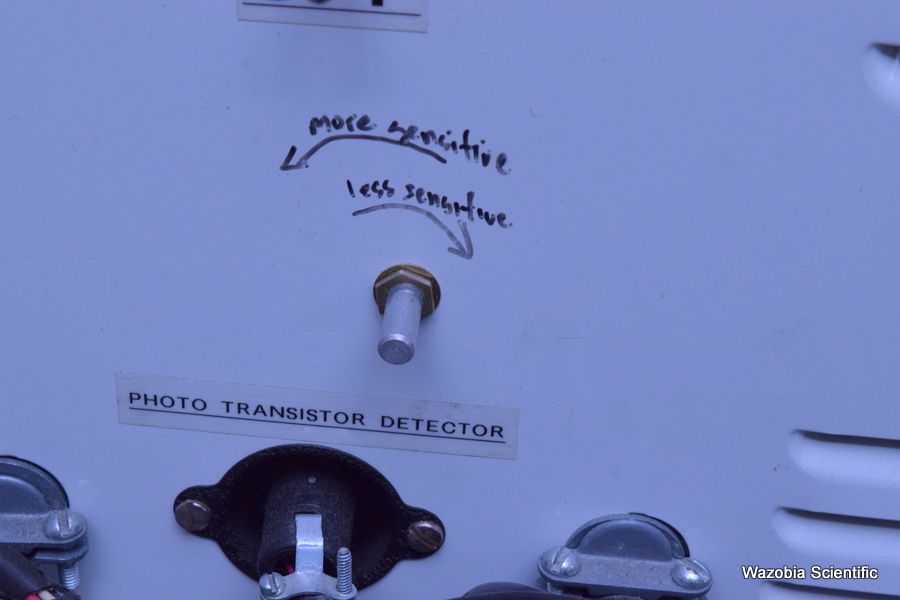 more sensitive
less sensitive
PHOTO TRANSISTOR DETECTOR
Wazobia Scientific